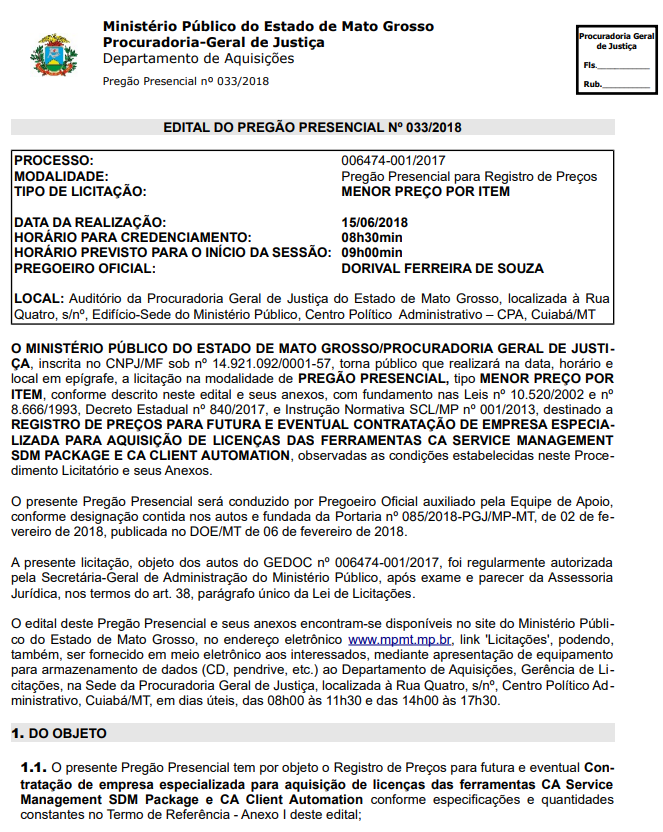 Ministério Público do Estado de Mato Grosso
Procuradoria-Geral de Justiça
Departamento de Aquisições
Pregão Presencial nº 033/2018
Procuradoria Geral
de Justiça
Fls.___________
Rub.__________
EDITAL DO PREGÃO PRESENCIAL Nº 033/2018
PROCESSO: 006474-001/2017
MODALIDADE: Pregão Presencial para Registro de Preços
TIPO DE LICITAÇÃO: MENOR PREÇO POR ITEM
DATA DA REALIZAÇÃO: 15/06/2018
HORÁRIO PARA CREDENCIAMENTO: 08h30min
HORÁRIO PREVISTO PARA O INÍCIO DA SESSÃO: 09h00min
PREGOEIRO OFICIAL: DORIVAL FERREIRA DE SOUZA
LOCAL: Auditório da Procuradoria Geral de Justiça do Estado de Mato Grosso, localizada à Rua
Quatro, s/nº, Edifício-Sede do Ministério Público, Centro Político Administrativo – CPA, Cuiabá/MT
O MINISTÉRIO PÚBLICO DO ESTADO DE MATO GROSSO/PROCURADORIA GERAL DE JUSTI-
ÇA, inscrita no CNPJ/MF sob nº 14.921.092/0001-57, torna público que realizará na data, horário e
local em epígrafe, a licitação na modalidade de PREGÃO PRESENCIAL, tipo MENOR PREÇO POR
ITEM, conforme descrito neste edital e seus anexos, com fundamento nas Leis nº 10.520/2002 e nº
8.666/1993, Decreto Estadual nº 840/2017, e Instrução Normativa SCL/MP nº 001/2013, destinado a
REGISTRO DE PREÇOS PARA FUTURA E EVENTUAL CONTRATAÇÃO DE EMPRESA ESPECIA-
LIZADA PARA AQUISIÇÃO DE LICENÇAS DAS FERRAMENTAS CA SERVICE MANAGEMENT
SDM PACKAGE E CA CLIENT AUTOMATION, observadas as condições estabelecidas neste Proce-
dimento Licitatório e seus Anexos.
O presente Pregão Presencial será conduzido por Pregoeiro Oficial auxiliado pela Equipe de Apoio,
conforme designação contida nos autos e fundada da Portaria nº 085/2018-PGJ/MP-MT, de 02 de fe-
vereiro de 2018, publicada no DOE/MT de 06 de fevereiro de 2018.
A presente licitação, objeto dos autos do GEDOC nº 006474-001/2017, foi regularmente autorizada
pela Secretária-Geral de Administração do Ministério Público, após exame e parecer da Assessoria
Jurídica, nos termos do art. 38, parágrafo único da Lei de Licitações.
O edital deste Pregão Presencial e seus anexos encontram-se disponíveis no site do Ministério Públi-
co do Estado de Mato Grosso, no endereço eletrônico www.mpmt.mp.br, link 'Licitações', podendo,
também, ser fornecido em meio eletrônico aos interessados, mediante apresentação de equipamento
para armazenamento de dados (CD, pendrive, etc.) ao Departamento de Aquisições, Gerência de Li-
citações, na Sede da Procuradoria Geral de Justiça, localizada à Rua Quatro, s/nº, Centro Político Ad-
ministrativo, Cuiabá/MT, em dias úteis, das 08h00 às 11h30 e das 14h00 às 17h30.
1. DO OBJETO
1.1. O presente Pregão Presencial tem por objeto o Registro de Preços para futura e eventual Con-
tratação de empresa especializada para aquisição de licenças das ferramentas CA Service
Management SDM Package e CA Client Automation conforme especificações e quantidades
constantes no Termo de Referência - Anexo I deste edital;